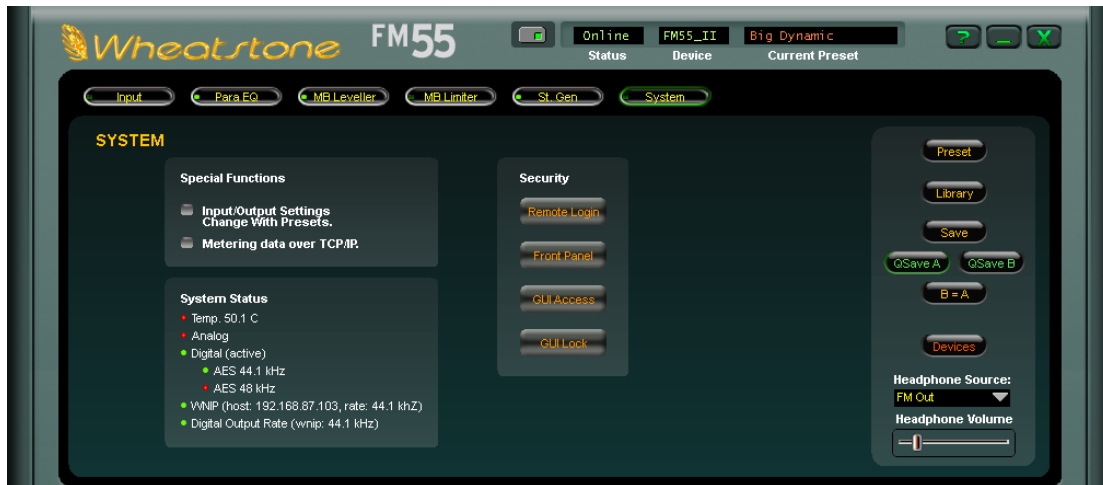 Wheatstone FM55
Online FM55_II Big Dynamic
Status Device Current Preset
? _ X
Input Para EQ MB Leveller MB Limiter St. Gen System
SYSTEM
Special Functions
Input/Output Settings
Change With Presets.
Metering data over TCP/IP.
System Status
Temp. 50.1 C
Analog
Digital (active)
AES 44.1 kHz
AES 48 kHz
WNIP (host: 192.168.87.103, rate: 44.1 khZ)
Digital Output Rate (wnip: 44.1 kHz)
Security
Remote Login
Front Panel
GUI Access
GUI Lock
Preset
Library
Save
QSave A QSave B
B = A
Devices
Headphone Source:
FM Out
Headphone Volume